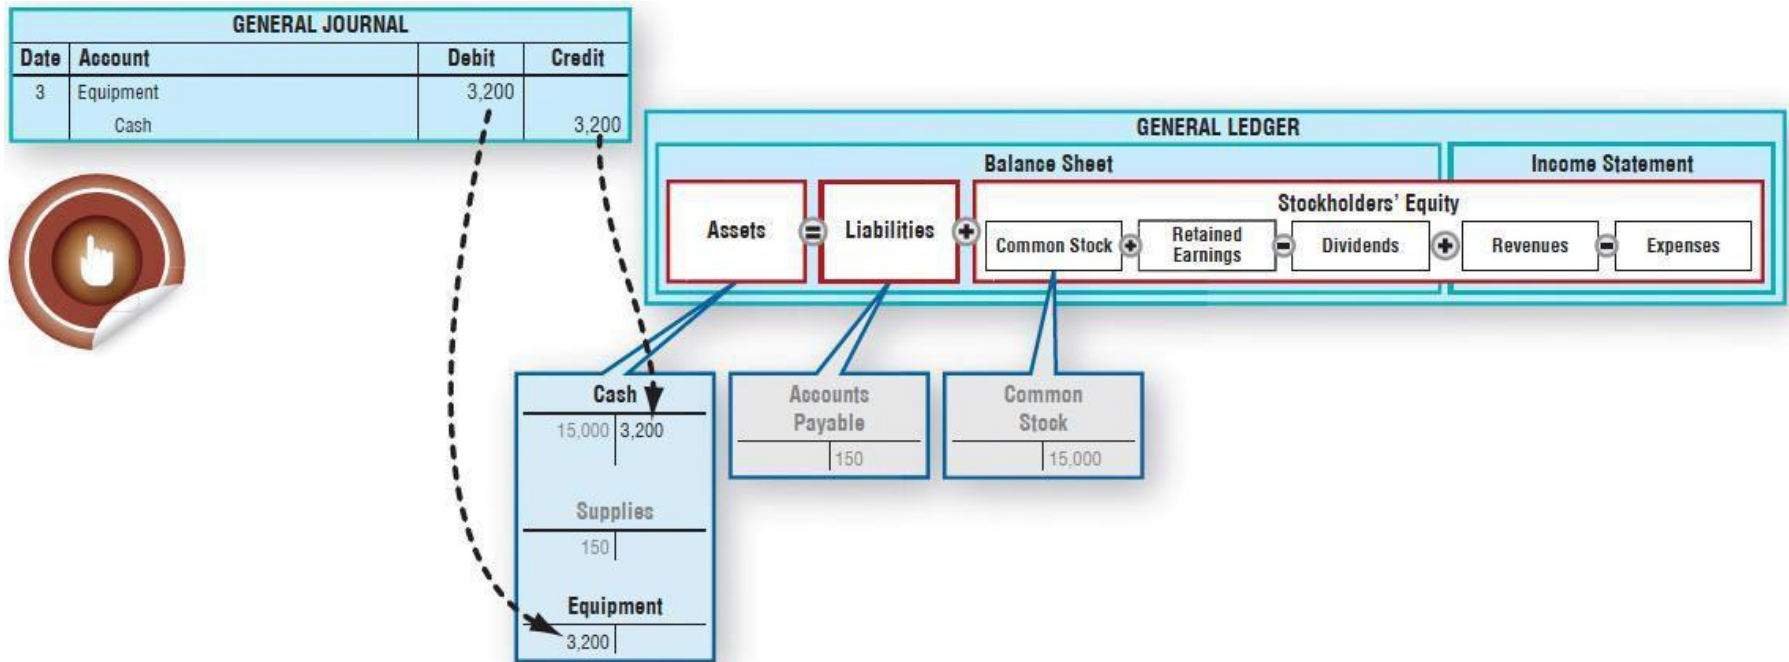 GENERAL JOURNAL
Date Account Debit Credit
3 Equipment 3,200
Cash 3,200
GENERAL LEDGER
Balance Sheet Income Statement
Stockholders' Equity
Assets = Liabilities + Common Stock + Retained Earnings - Dividends + Revenues - Expenses
Cash
15,000 3,200
Supplies
150
Equipment
3,200
Accounts
Payable
150
Common
Stock
15,000